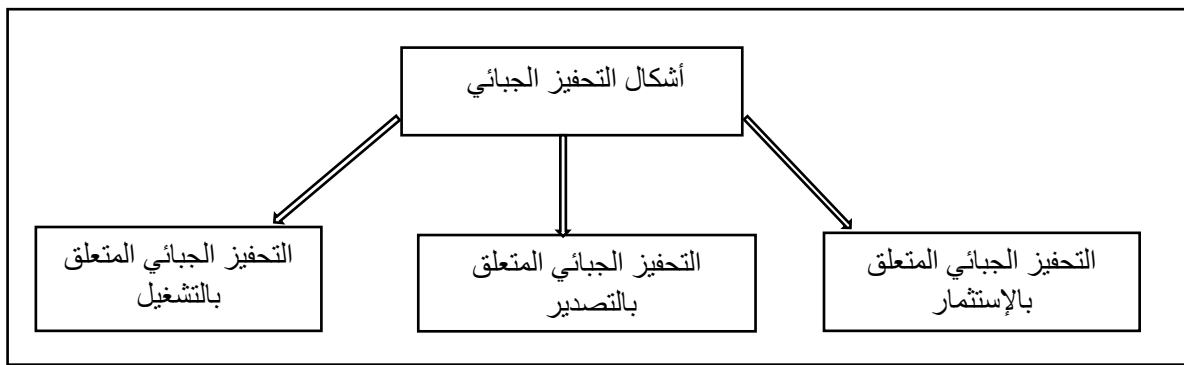 أشكال التحفيز الجبائي
التحفيز الجبائي المتعلق
بالإستثمار
التحفيز الجبائي المتعلق
بالتصدير
التحفيز الجبائي المتعلق
بالتشغيل